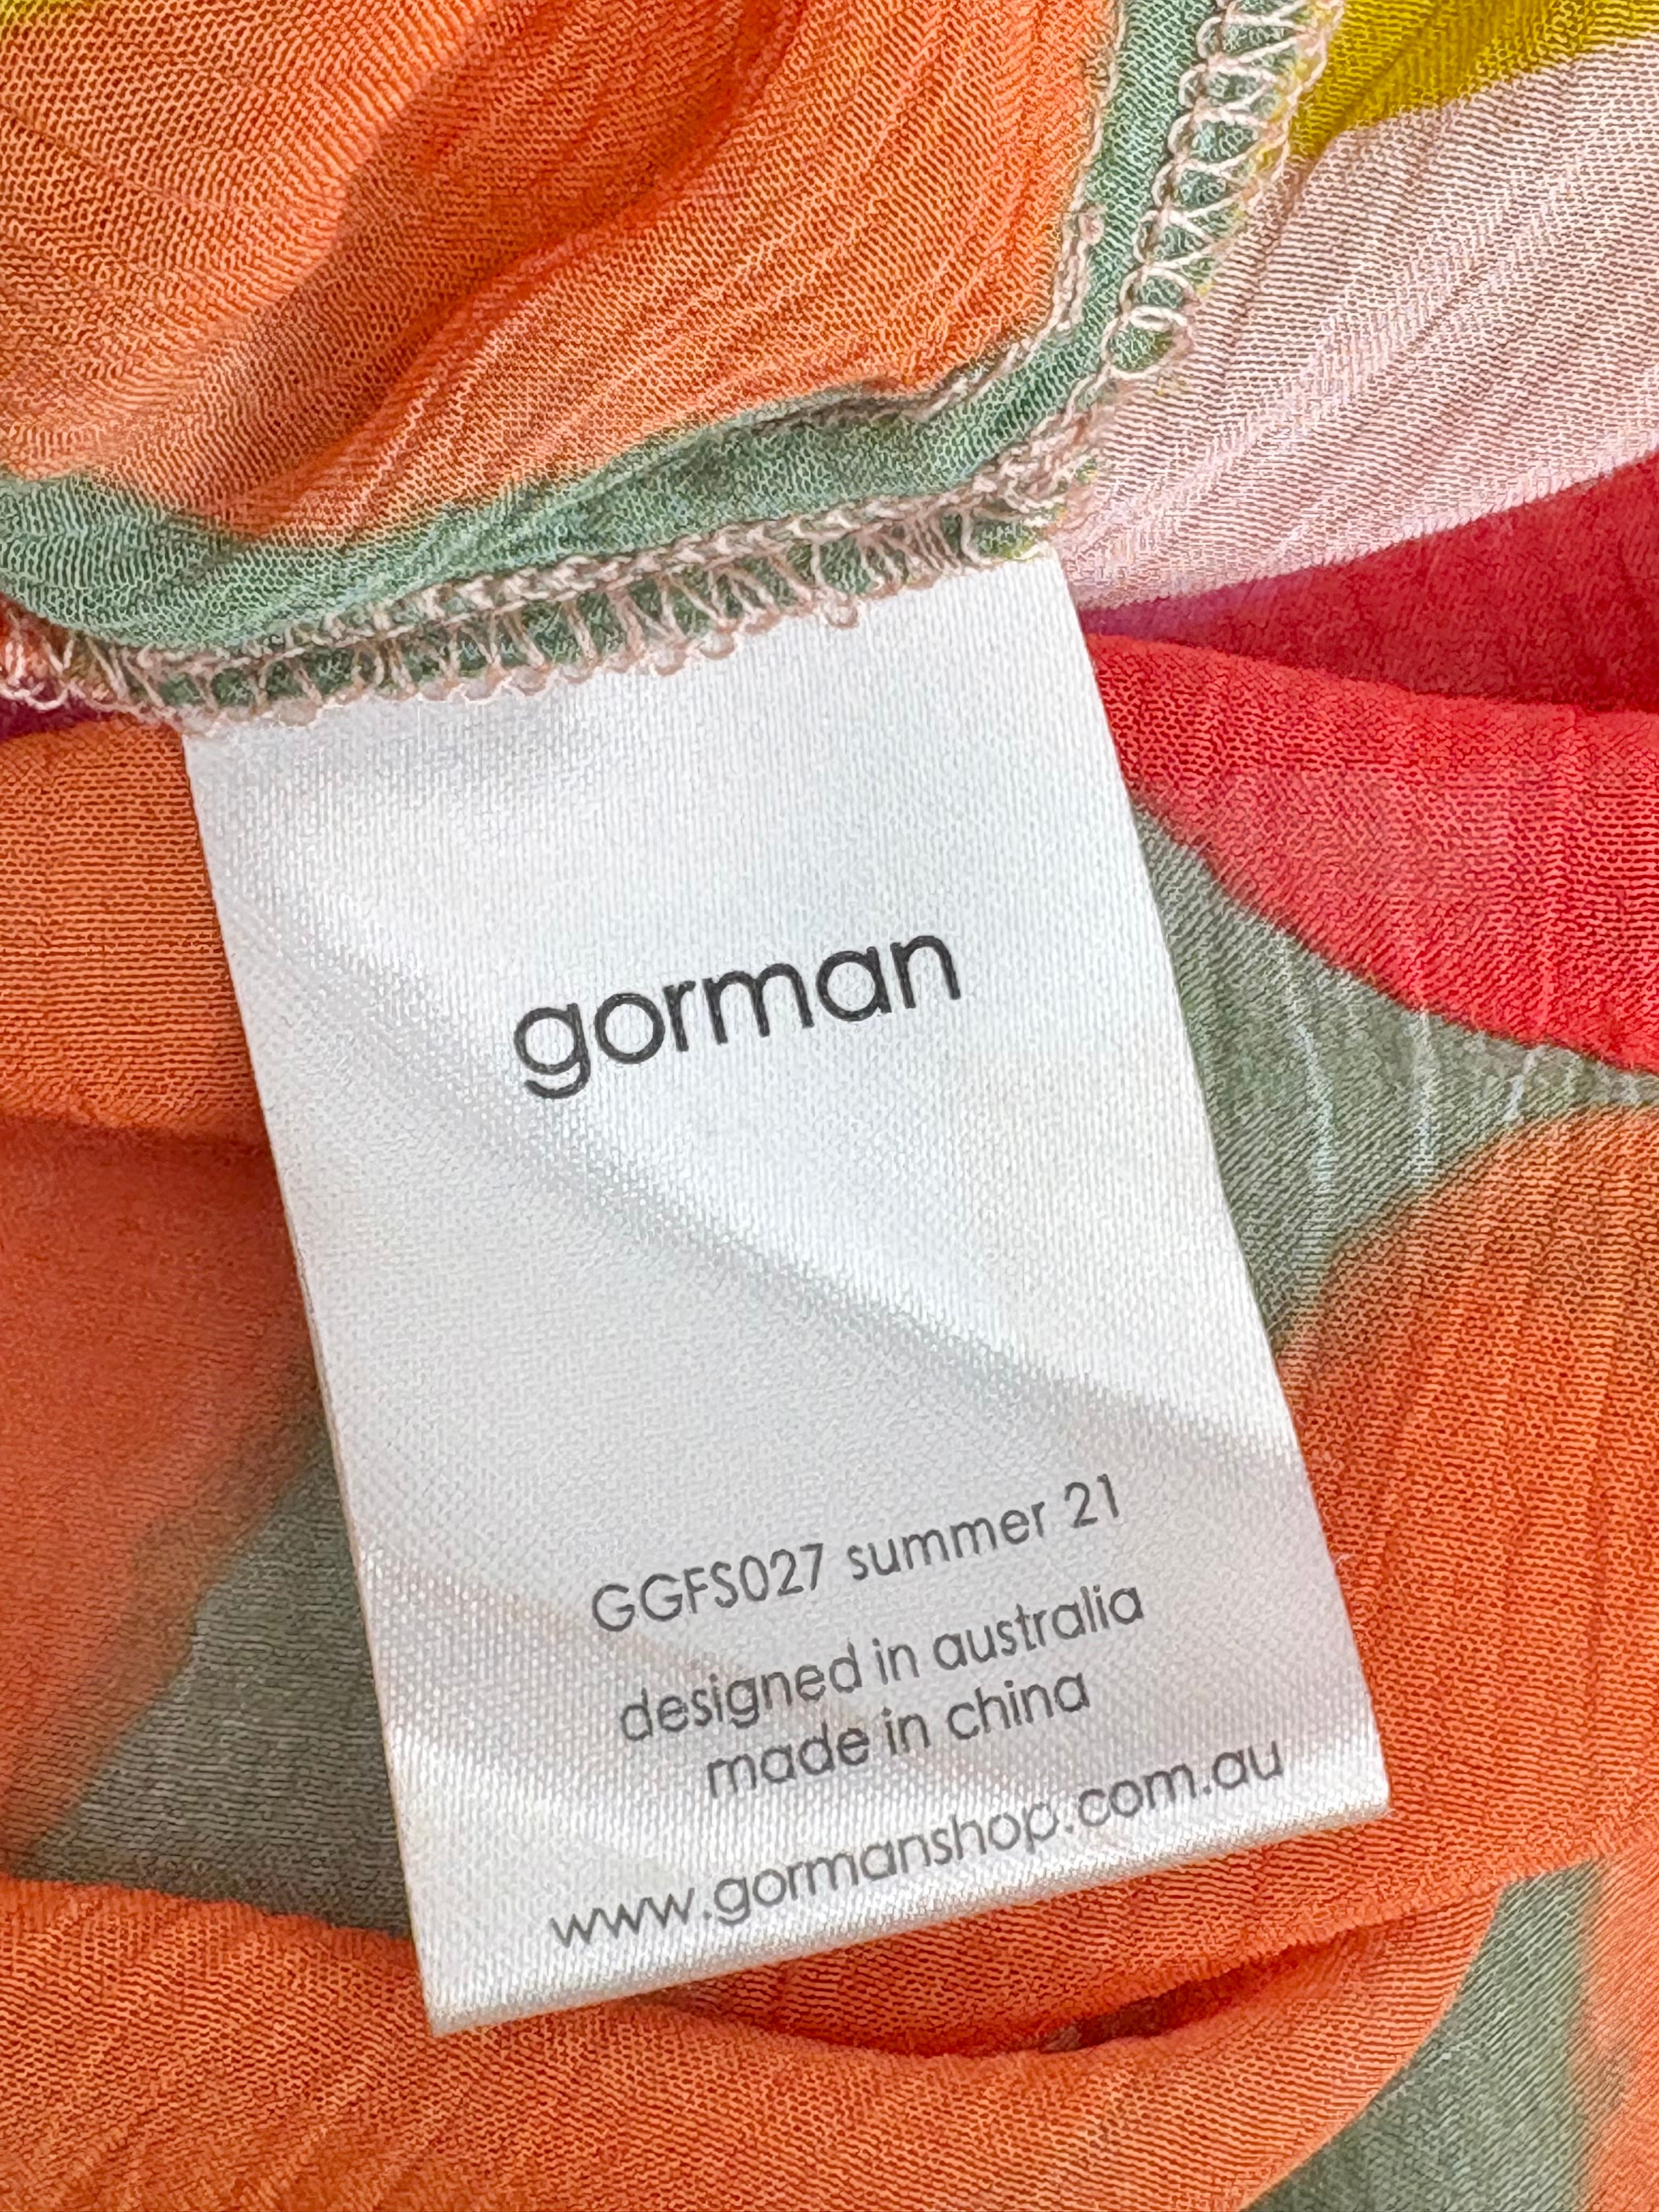 gorman
GGFS027 summer 21
designed in australia
made in china
www.gormanshop.com.au